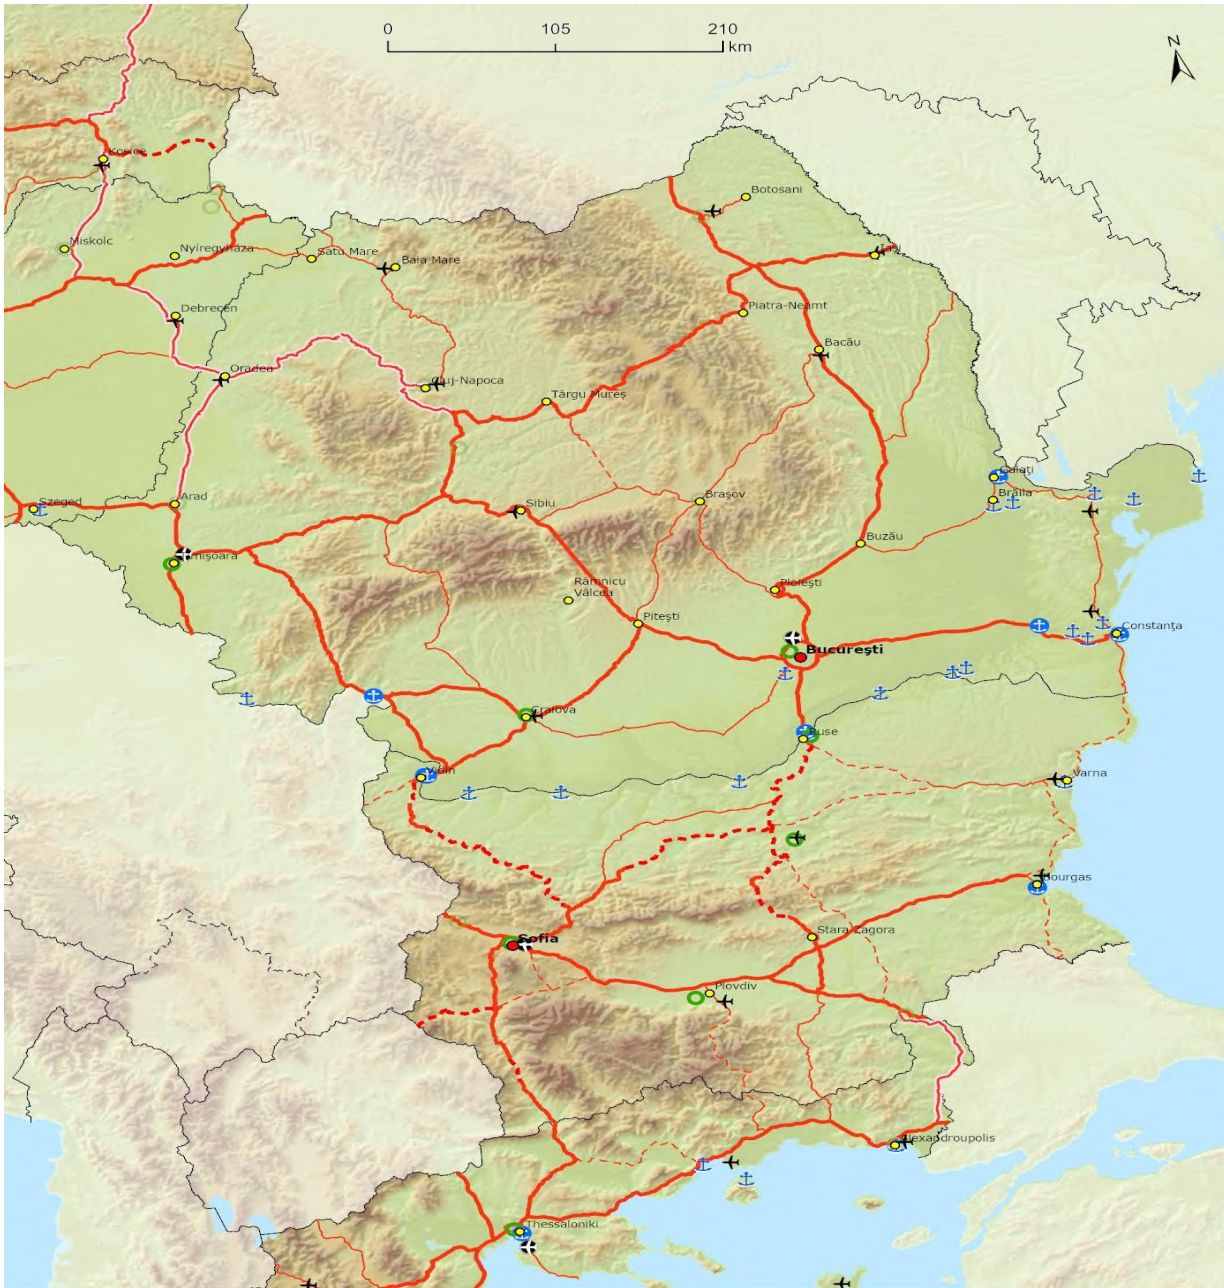 0 105 210
km
N
Košice
Botosani
Miskolc
Nyíregyháza
Satu Mare
Baia Mare
Iaşi
Debrecen
Piatra-Neamt
Bacău
Oradea
Cluj-Napoca
Târgu Mureş
Galaţi
Szeged
Arad
Sibiu
Braşov
Brăila
Timişoara
Buzău
Râmnicu
Vâlcea
Ploieşti
Piteşti
Constanţa
Bucureşti
Craiova
Ruse
Vidin
Varna
Bourgas
Sofia
Stara Zagora
Plovdiv
Alexandroupolis
Thessaloniki